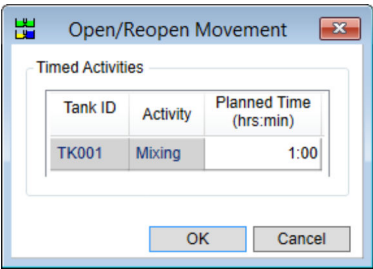 Open/Reopen Movement
Timed Activities
Tank ID Activity Planned Time
(hrs:min)
TK001 Mixing 1:00
OK Cancel